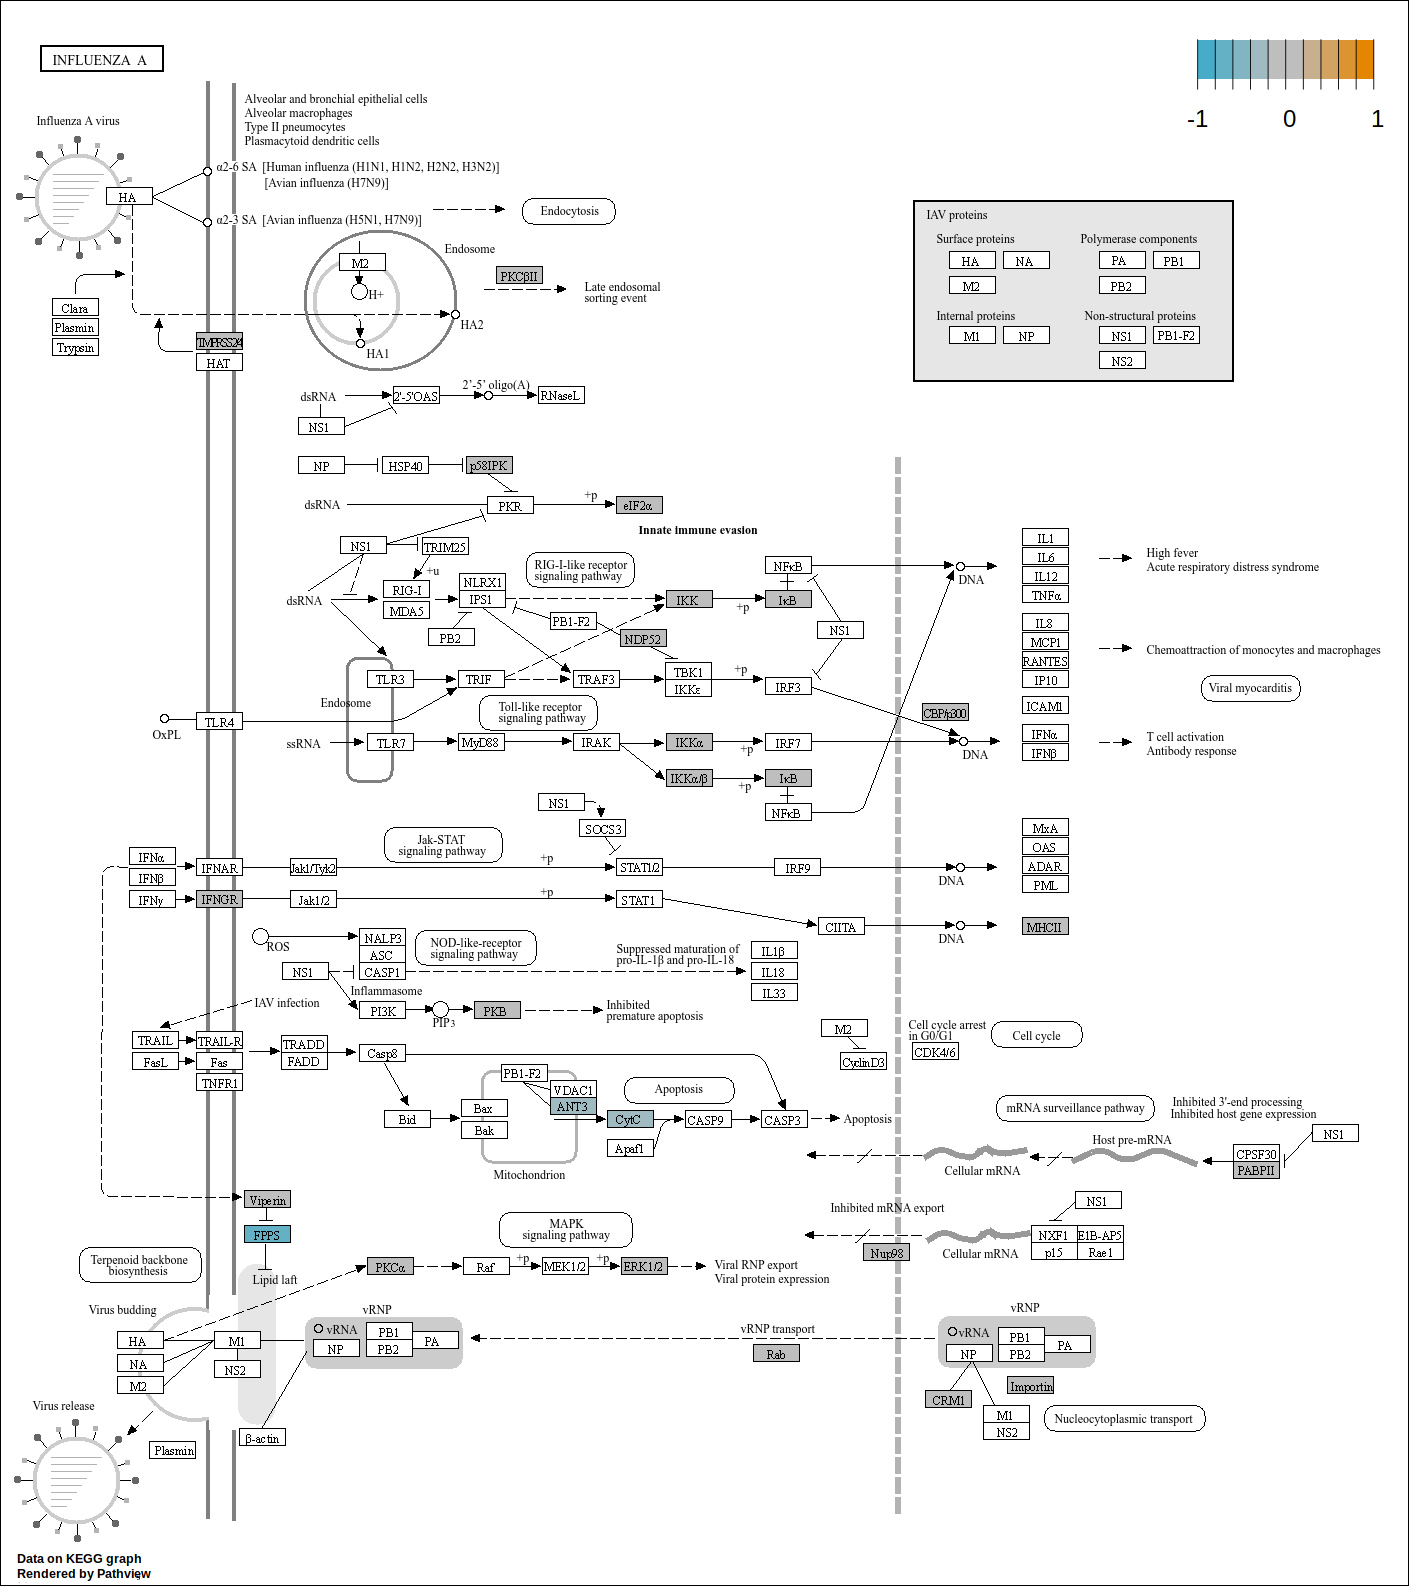 INFLUENZA A
-1
0
1
Influenza A virus
Alveolar and bronchial epithelial cells
Alveolar macrophages
Type II pneumocytes
Plasmacytoid dendritic cells
α2-6 SA [Human influenza (H1N1, H1N2, H2N2, H3N2)]
[Avian influenza (H7N9)]
HA
α2-3 SA [Avian influenza (H5N1, H7N9)]
Endocytosis
Endosome
M2
H+
PKCβII
Late endosomal
sorting event
HA2
HA1
Clara
Plasmin
Trypsin
HAT
IAV proteins
Surface proteins
Polymerase components
HA
NA
PA
PB1
M2
PB2
Internal proteins
Non-structural proteins
M1
NP
NS1
PB1-F2
NS2
dsRNA
2'-5'OAS
2'-5' oligo(A)
RNaseL
NS1
NP
HSP40
p58IPK
dsRNA
PKR
+p
eIF2α
Innate immune evasion
NS1
TRIM25
+u
RIG-I
MDA5
dsRNA
NLRX1
IPS1
PB2
RIG-I-like receptor
signaling pathway
PB1-F2
NDP52
IKK
+p
IκB
NFκB
NS1
DNA
IL1
IL6
IL12
TNFα
High fever
Acute respiratory distress syndrome
IL8
MCP1
RANTES
IP10
ICAM1
Chemoattraction of monocytes and macrophages
Viral myocarditis
IFNα
IFNβ
T cell activation
Antibody response
TLR3
Endosome
TRIF
TRAF3
TBK1
IKKε
+p
IRF3
CBP/p300
OxPL
TLR4
Toll-like receptor
signaling pathway
ssRNA
TLR7
MyD88
IRAK
IKKα
+p
IRF7
DNA
IKKα/β
+p
IκB
NFκB
NS1
SOCS3
Jak-STAT
signaling pathway
IFNα
IFNβ
IFNAR
Jak1/Tyk2
+p
STAT1/2
IRF9
DNA
MxA
OAS
ADAR
PML
IFNγ
IFNGR
Jak1/2
+p
STAT1
CIITA
DNA
MHCII
ROS
NALP3
ASC
CASP1
NS1
Inflammasome
NOD-like-receptor
signaling pathway
Suppressed maturation of
pro-IL-1β and pro-IL-18
IL1β
IL18
IL33
IAV infection
PI3K
PIP3
PKB
Inhibited
premature apoptosis
TRAIL
TRAIL-R
FasL
Fas
TNFR1
TRADD
FADD
Casp8
Bid
Bax
Bak
PB1-F2
VDAC1
ANT3
Mitochondrion
Apoptosis
CytC
Apaf1
CASP9
CASP3
Apoptosis
M2
CyclinD3
Cell cycle arrest
in G0/G1
CDK4/6
Cell cycle
mRNA surveillance pathway
Inhibited 3'-end processing
Inhibited host gene expression
NS1
Host pre-mRNA
CPSF30
PABPII
Cellular mRNA
Inhibited mRNA export
NS1
Nup98
Cellular mRNA
NXF1
E1B-AP5
p15
Rae1
Viperin
FPPS
Lipid laft
Terpenoid backbone
biosynthesis
MAPK
signaling pathway
PKCα
Raf
+p
MEK1/2
+p
ERK1/2
Viral RNP export
Viral protein expression
Virus budding
HA
NA
M2
M1
NS2
vRNP
vRNA
NP
PB1
PB2
PA
β-actin
vRNP transport
Rab
vRNP
vRNA
NP
PB1
PB2
PA
CRM1
Importin
M1
NS2
Nucleocytoplasmic transport
Virus release
Plasmin
Data on KEGG graph
Rendered by Pathview